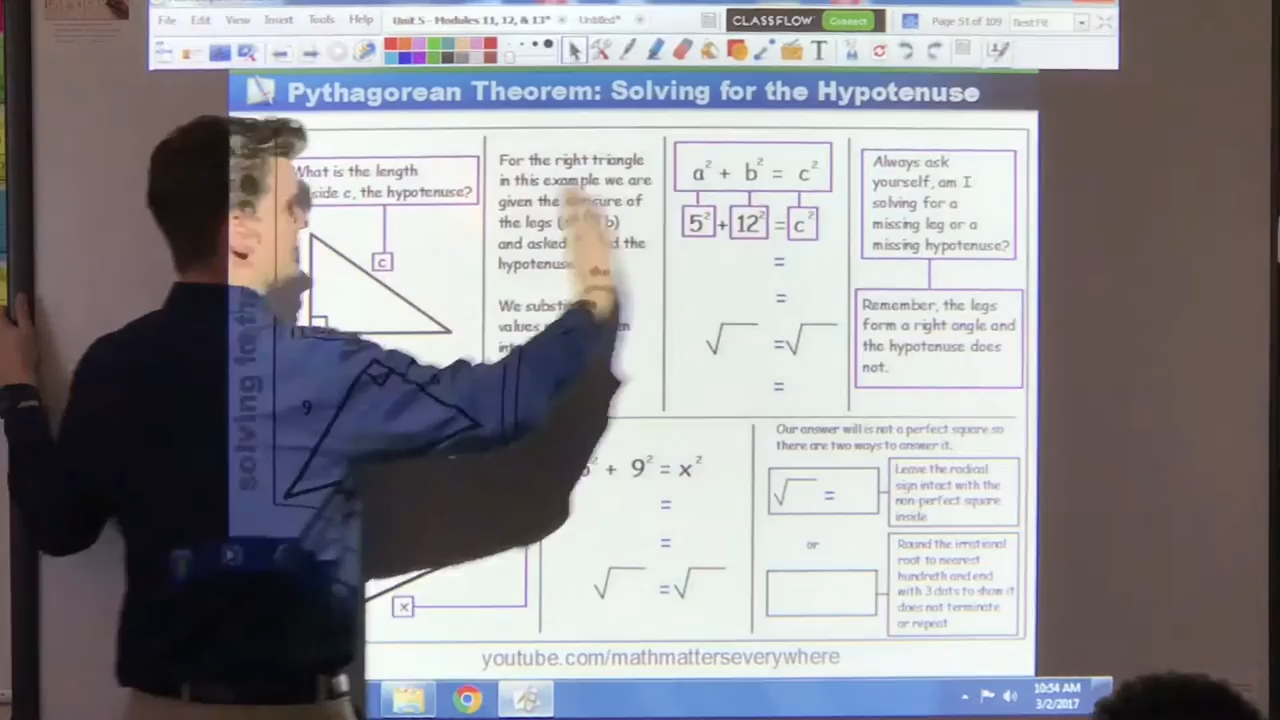 File Edit View Insert Tools Help
Unit 5 - Modules 11, 12, & 13*
Untitled*
CLASSFLOW Connect
Page 51 of 109
Best Fit
T
Pythagorean Theorem: Solving for the Hypotenuse
What is the length
side c, the hypotenuse?
c
For the right triangle
in this example we are
given the measure of
the legs b)
and asked the
hypotenuse
We
values
a² + b² = c²
5² + 12² = c²
=
=
√ = √
=
Always ask
yourself, am I
solving for a
missing leg or a
missing hypotenuse?
Remember, the legs
form a right angle and
the hypotenuse does
not.
solving for the
9
x
² + 9² = x²
=
=
√ = √
Our answer will is not a perfect square so
there are two ways to answer it.
√ =
Leave the radical
sign intact with the
non-perfect square
inside
or
Round the irrational
root to nearest
hundreth and end
with 3 dots to show it
does not terminate
or repeat
youtube.com/mathmatterseverywhere
10:54 AM
3/2/2017